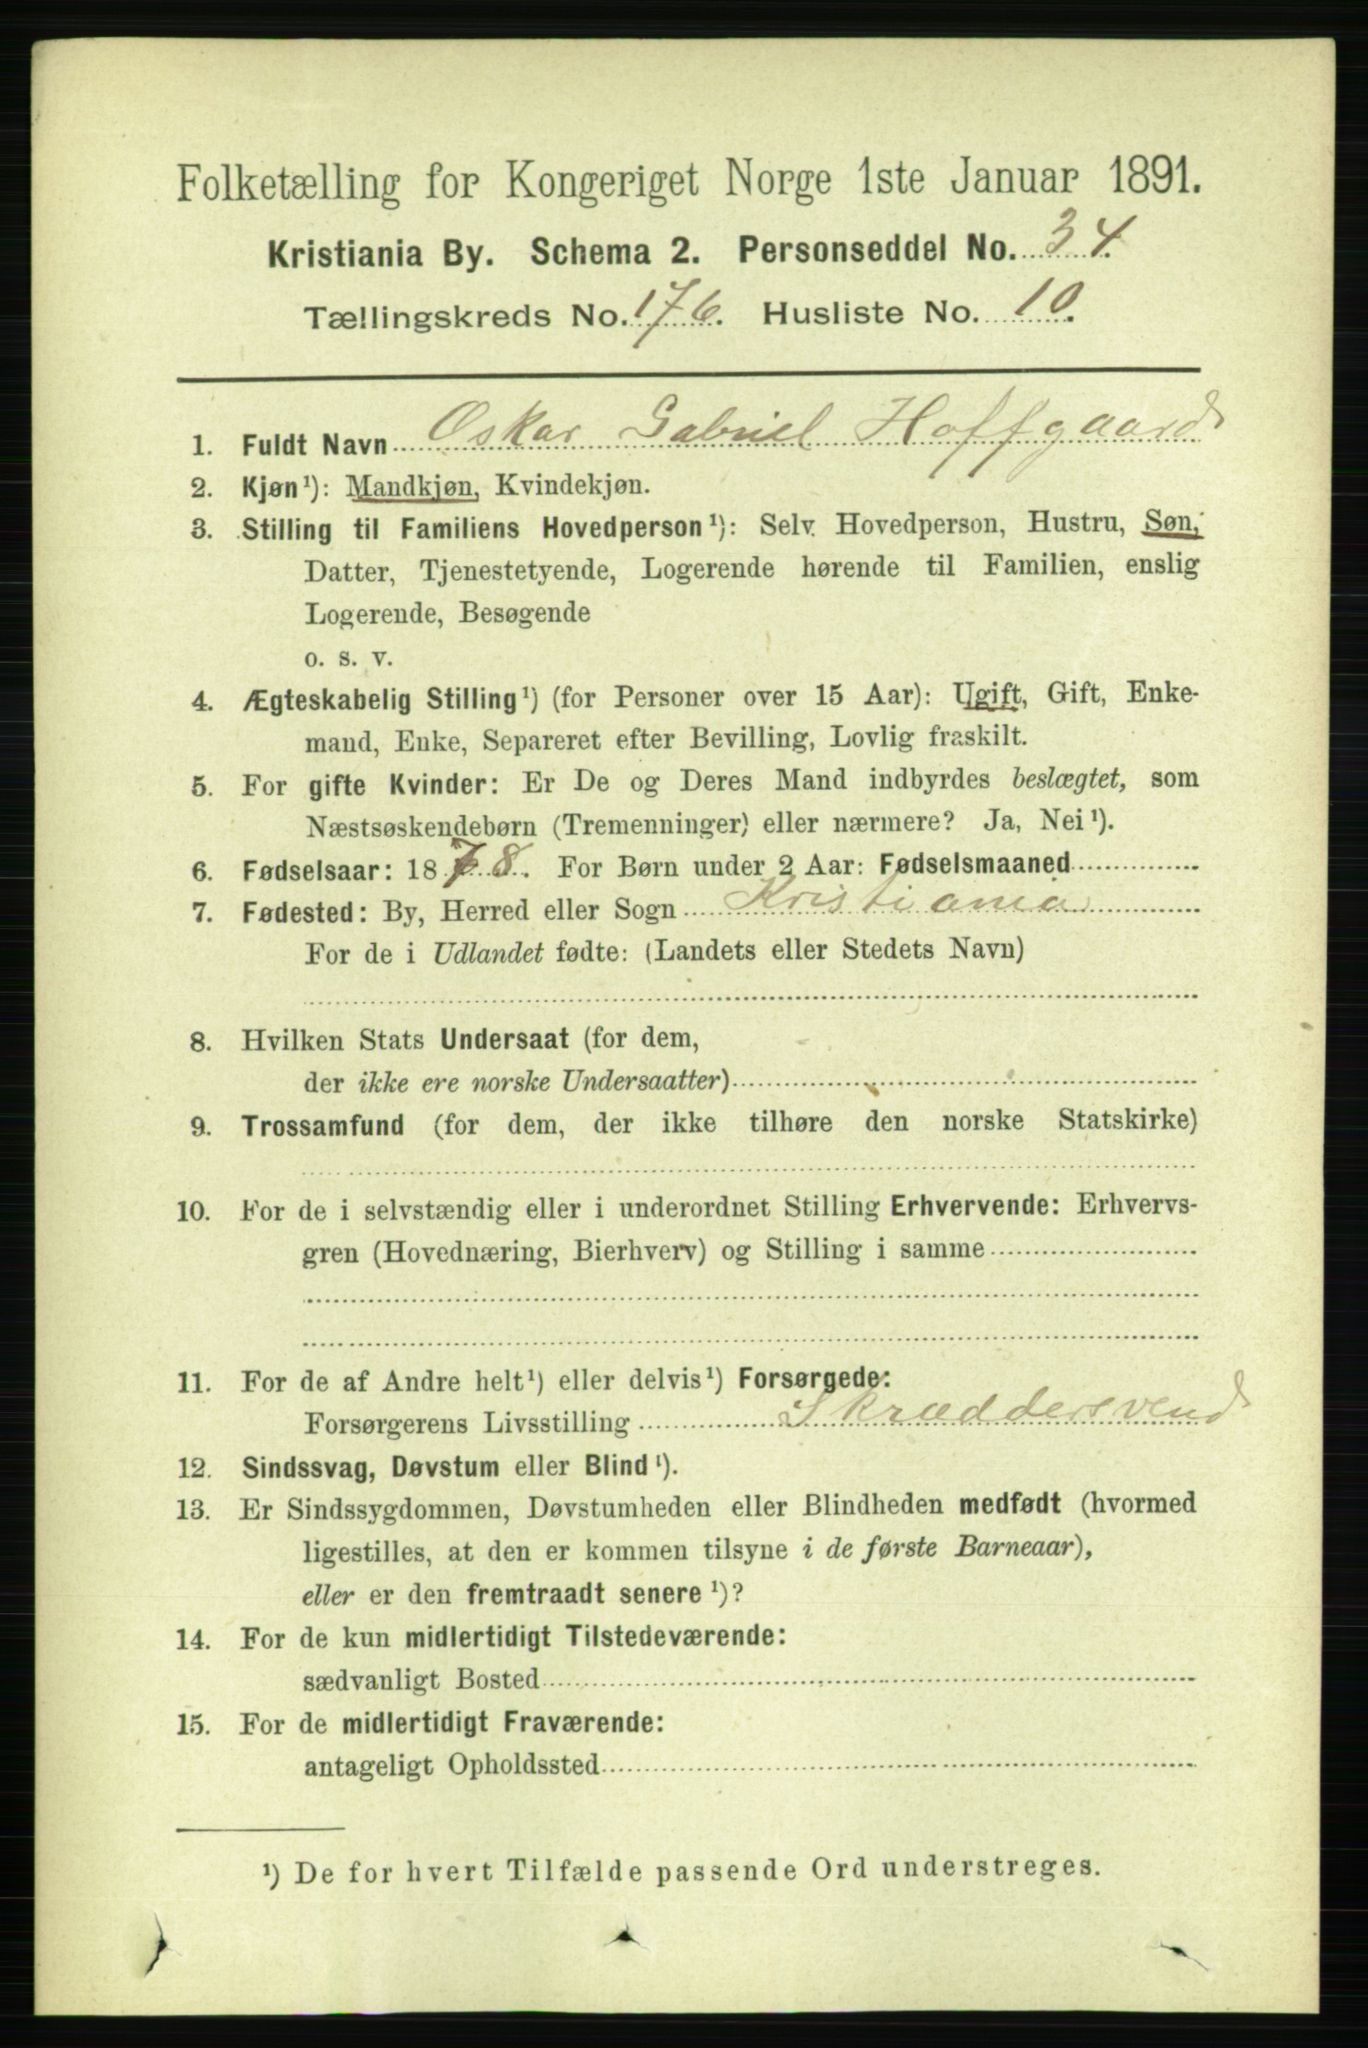 Folketælling for Kongeriget Norge 1ste Januar 1891.
Kristiania By. Schema 2. Personseddel No. 34.
Tællingskreds No. 176. Husliste No. 10.
1. Fuldt Navn Oskar Gabriel Hoffgaard
2. Kjøn¹): Mandkjøn, Kvindekjøn.
3. Stilling til Familiens Hovedperson¹): Selv Hovedperson, Hustru, Søn,
Datter, Tjenestetyende, Logerende hørende til Familien, enslig
Logerende, Besøgende
o. s. v.
4. Ægteskabelig Stilling¹) (for Personer over 15 Aar): Ugift, Gift, Enke-
mand, Enke, Separeret efter Bevilling, Lovlig fraskilt.
5. For gifte Kvinder: Er De og Deres Mand indbyrdes beslægtet, som
Næstsøskendebørn (Tremenninger) eller nærmere? Ja, Nei¹).
6. Fødselsaar: 1878. For Børn under 2 Aar: Fødselsmaaned
7. Fødested: By, Herred eller Sogn Kristiania
For de i Udlandet fødte: (Landets eller Stedets Navn)
8. Hvilken Stats Undersaat (for dem,
der ikke ere norske Undersaatter)
9. Trossamfund (for dem, der ikke tilhøre den norske Statskirke)
10. For de i selvstændig eller i underordnet Stilling Erhvervende: Erhvervs-
gren (Hovednæring, Bierhverv) og Stilling i samme
11. For de af Andre helt¹) eller delvis¹) Forsørgede:
Forsørgerens Livsstilling Skræddersvend
12. Sindssvag, Døvstum eller Blind¹).
13. Er Sindssygdommen, Døvstumheden eller Blindheden medfødt (hvormed
ligestilles, at den er kommen tilsyne i de første Barneaar),
eller er den fremtraadt senere¹)?
14. For de kun midlertidigt Tilstedeværende:
sædvanligt Bosted
15. For de midlertidigt Fraværende:
antageligt Opholdssted
¹) De for hvert Tilfælde passende Ord understreges.